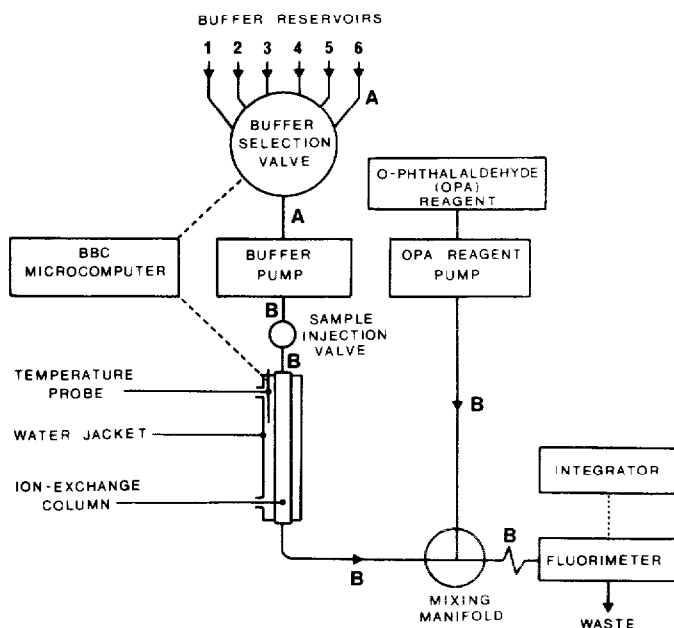 BUFFER RESERVOIRS
1 2 3 4 5 6
A
BUFFER
SELECTION
VALVE
O-PHTHALALDEHYDE
(OPA)
REAGENT
A
BBC
MICROCOMPUTER
BUFFER
PUMP
OPA REAGENT
PUMP
B
SAMPLE
INJECTION
VALVE
B
TEMPERATURE
PROBE
B
WATER JACKET
INTEGRATOR
ION-EXCHANGE
COLUMN
B
FLUORIMETER
B
MIXING
MANIFOLD
WASTE